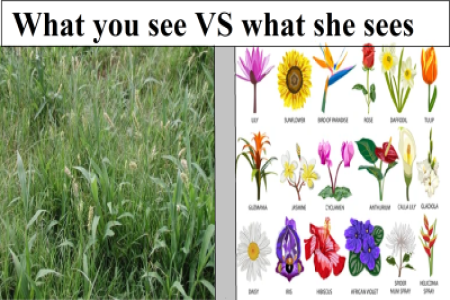 What you see VS what she sees
LILY SUNFLOWER BIRD OF PARADISE ROSE DAFFODIL TULIP
GUZMANIA JASMINE CYCLAMEN ANTHURIUM CALLA LILY GLADIOLA
DAISY IRIS HIBISCUS AFRICAN VIOLET SPIDER MUM SPRAY HELICONIA SPRAY